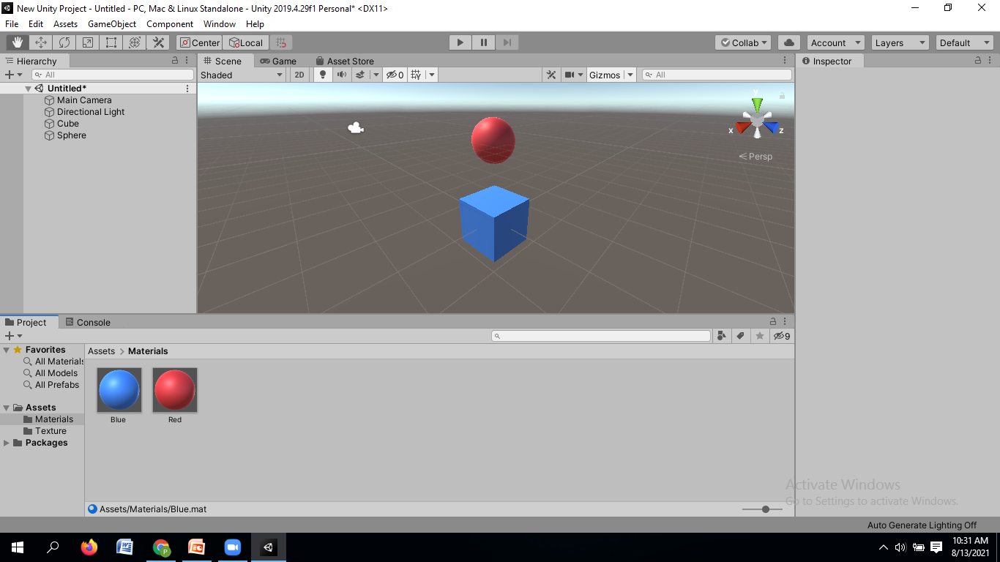 New Unity Project - Untitled - PC, Mac & Linux Standalone - Unity 2019.4.29f1 Personal* <DX11>
File Edit Assets GameObject Component Window Help
Center Local Collab Account Layers Default
Hierarchy Scene Game Asset Store Inspector
All Shaded 2D 0 Gizmos All
Untitled*
Main Camera
Directional Light
Cube
Sphere
y
x z
Persp
Project Console
9
Favorites
All Materials
All Models
All Prefabs
Assets
Materials
Texture
Packages
Assets > Materials
Blue Red
Assets/Materials/Blue.mat
Activate Windows
Go to Settings to activate Windows.
Auto Generate Lighting Off
10:31 AM
8/13/2021